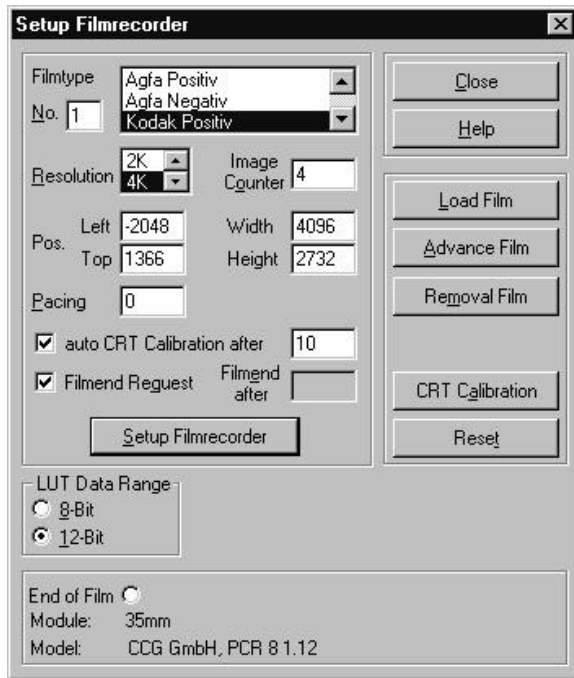 Setup Filmrecorder
Filmtype
Agfa Positiv
Agfa Negativ
Kodak Positiv
No. 1
Resolution
2K
4K
Image
Counter 4
Pos.
Left -2048
Width 4096
Top 1366
Height 2732
Pacing 0
auto CRT Calibration after 10
Filmend Reguest
Filmend
after
Setup Filmrecorder
Close
Help
Load Film
Advance Film
Removal Film
CRT Calibration
Reset
LUT Data Range
8-Bit
12-Bit
End of Film
Module: 35mm
Model: CCG GmbH, PCR 8 1.12